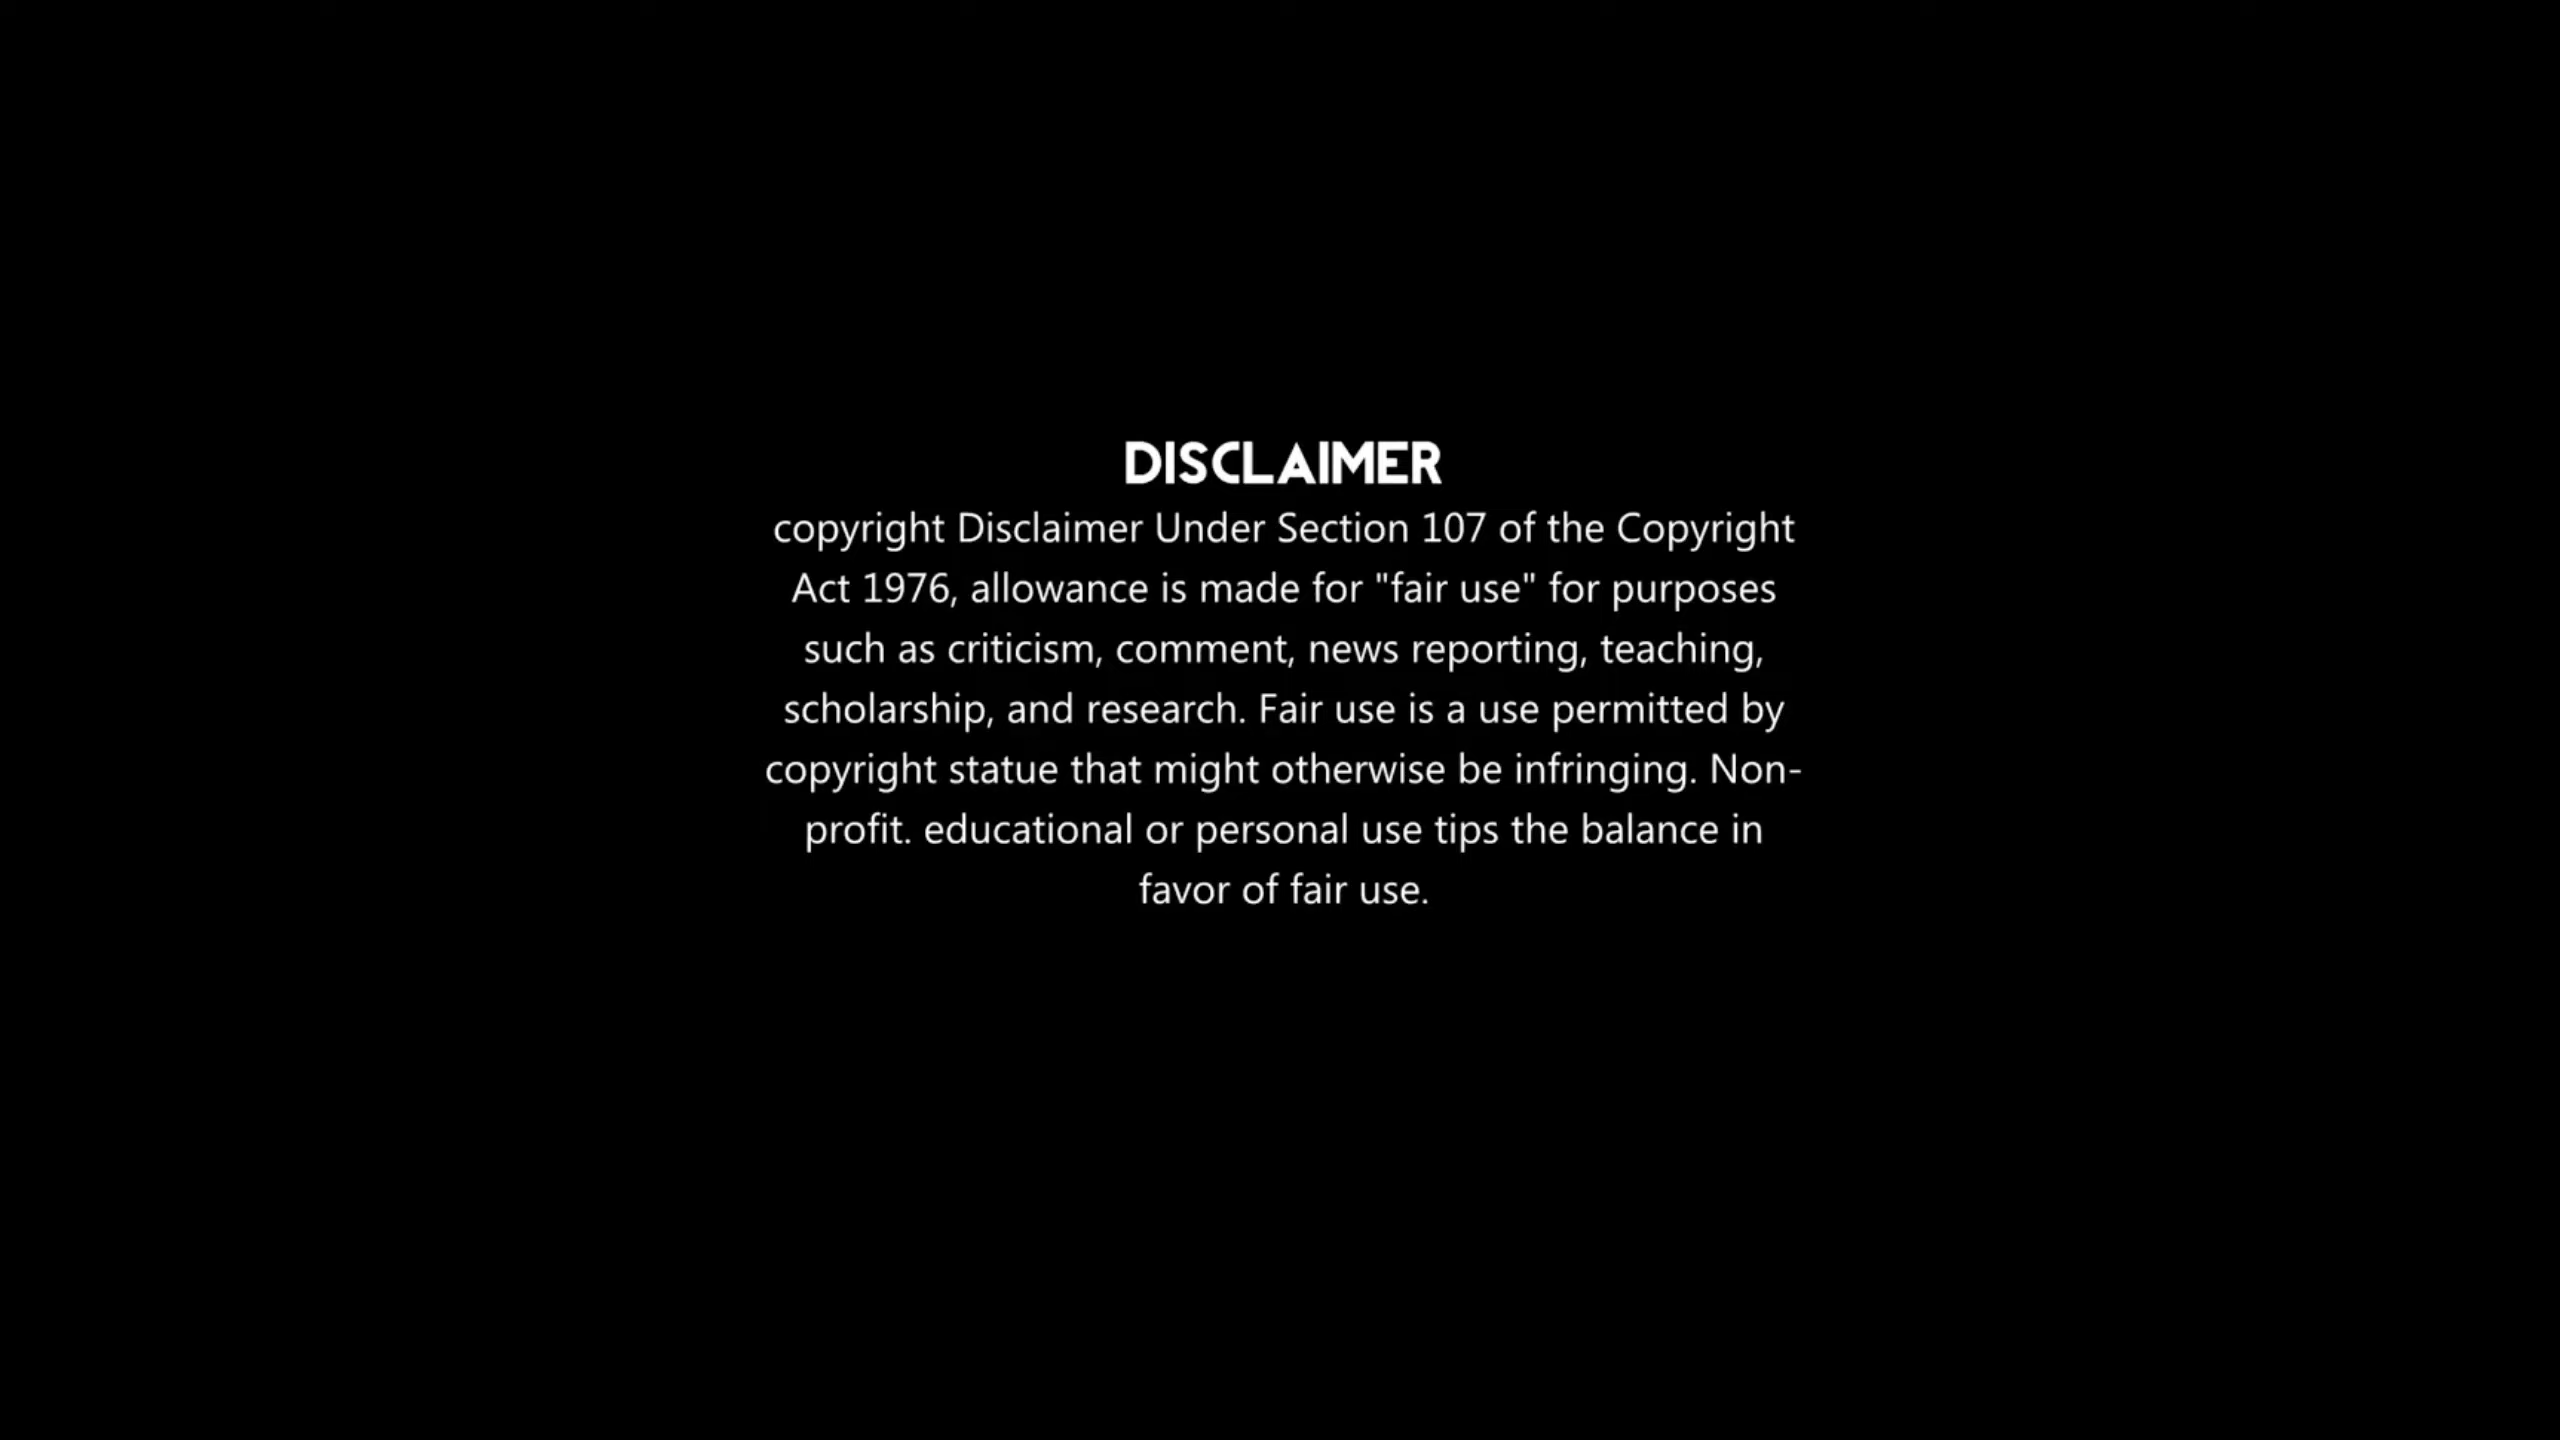 DISCLAIMER
copyright Disclaimer Under Section 107 of the Copyright
Act 1976, allowance is made for "fair use" for purposes
such as criticism, comment, news reporting, teaching,
scholarship, and research. Fair use is a use permitted by
copyright statue that might otherwise be infringing. Non-
profit. educational or personal use tips the balance in
favor of fair use.